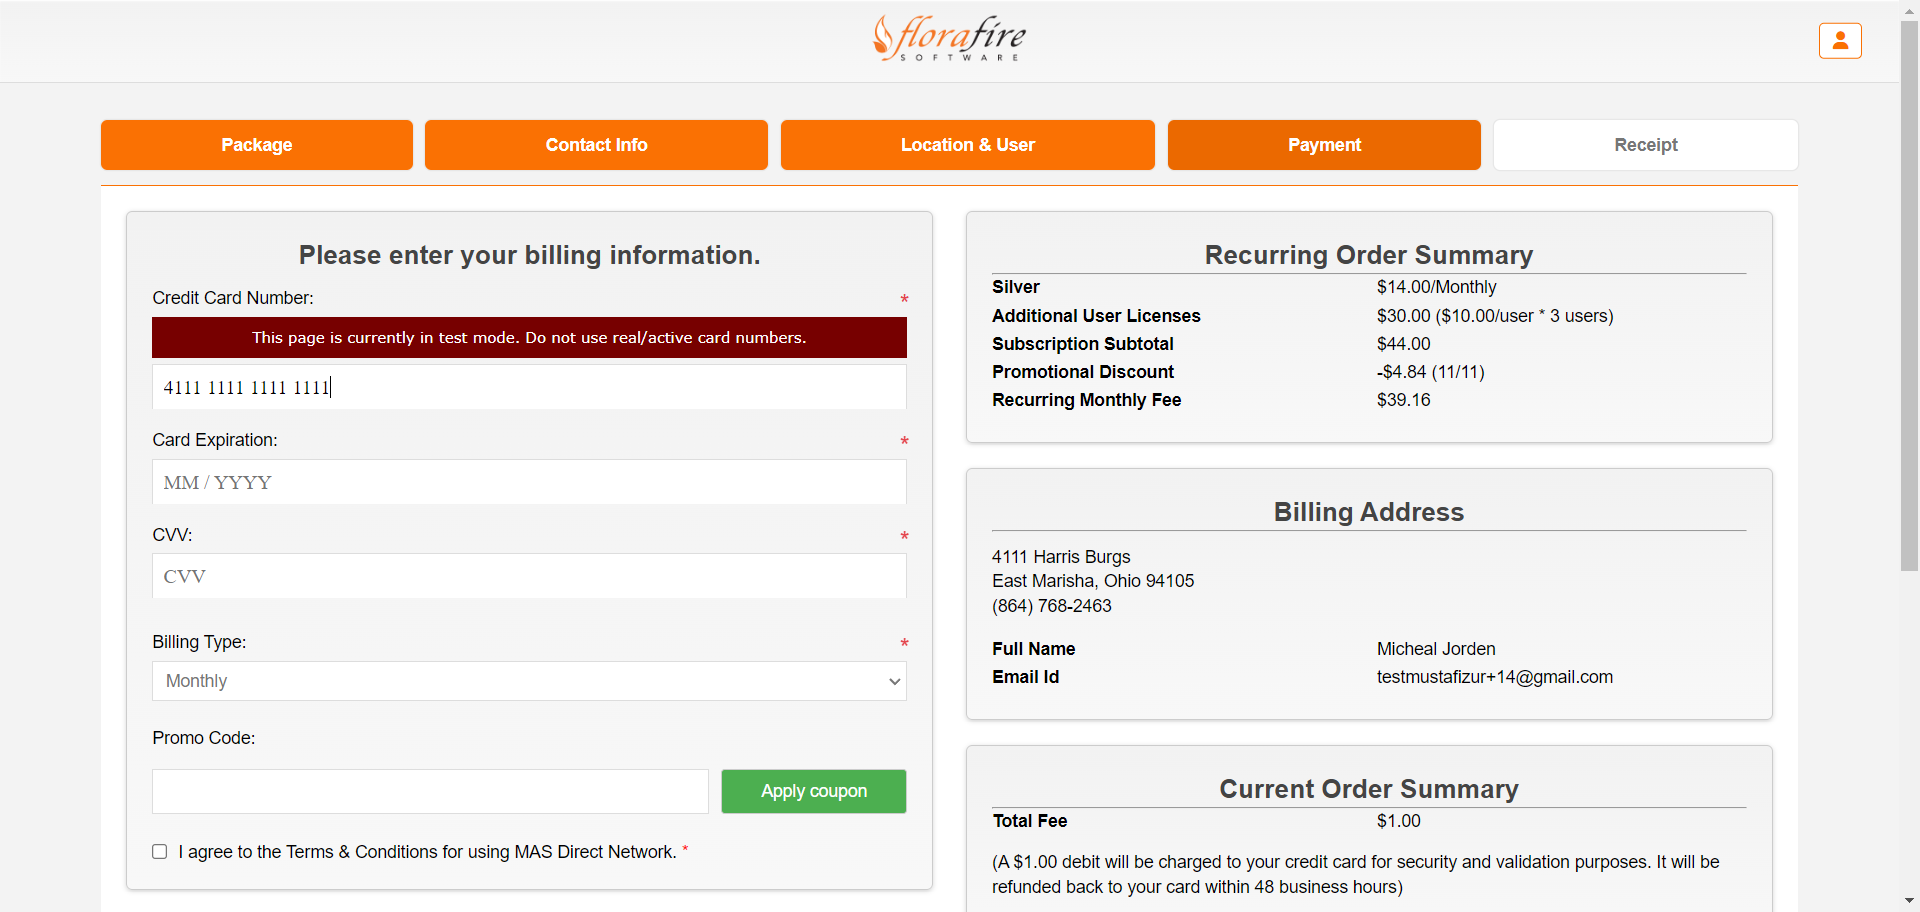 florafire
SOFTWARE
Package
Contact Info
Location & User
Payment
Receipt
Please enter your billing information.
Credit Card Number: *
This page is currently in test mode. Do not use real/active card numbers.
4111 1111 1111 1111
Card Expiration: *
MM / YYYY
CVV: *
CVV
Billing Type: *
Monthly
Promo Code:
Apply coupon
I agree to the Terms & Conditions for using MAS Direct Network. *
Recurring Order Summary
Silver $14.00/Monthly
Additional User Licenses $30.00 ($10.00/user * 3 users)
Subscription Subtotal $44.00
Promotional Discount -$4.84 (11/11)
Recurring Monthly Fee $39.16
Billing Address
4111 Harris Burgs
East Marisha, Ohio 94105
(864) 768-2463
Full Name Micheal Jorden
Email Id testmustafizur+14@gmail.com
Current Order Summary
Total Fee $1.00
(A $1.00 debit will be charged to your credit card for security and validation purposes. It will be
refunded back to your card within 48 business hours)